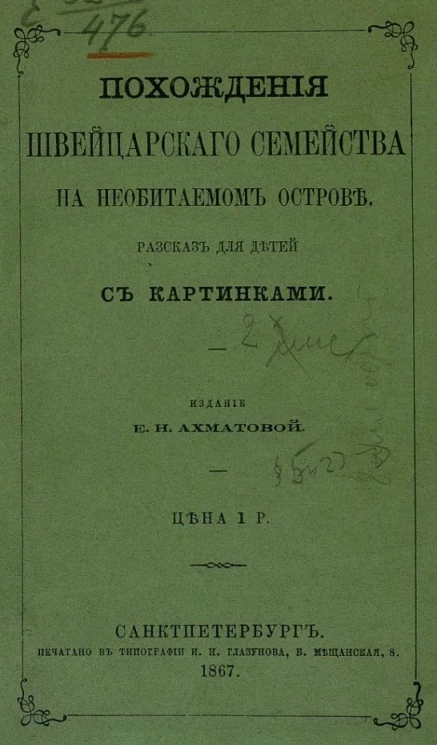 476
ПОХОЖДЕНІЯ
ШВЕЙЦАРСКАГО СЕМЕЙСТВА
НА НЕОБИТАЕМОМЪ ОСТРОВѢ.
РАЗСКАЗЪ ДЛЯ ДѢТЕЙ
СЪ КАРТИНКАМИ.
2
ИЗДАНІЕ
Е. Н. АХМАТОВОЙ.
ЦѢНА 1 Р.
САНКТПЕТЕРБУРГЪ.
ПЕЧАТАНО ВЪ ТИПОГРАФІИ И. И. ГЛАЗУНОВА, Б. МѢЩАНСКАЯ, 8.
1867.